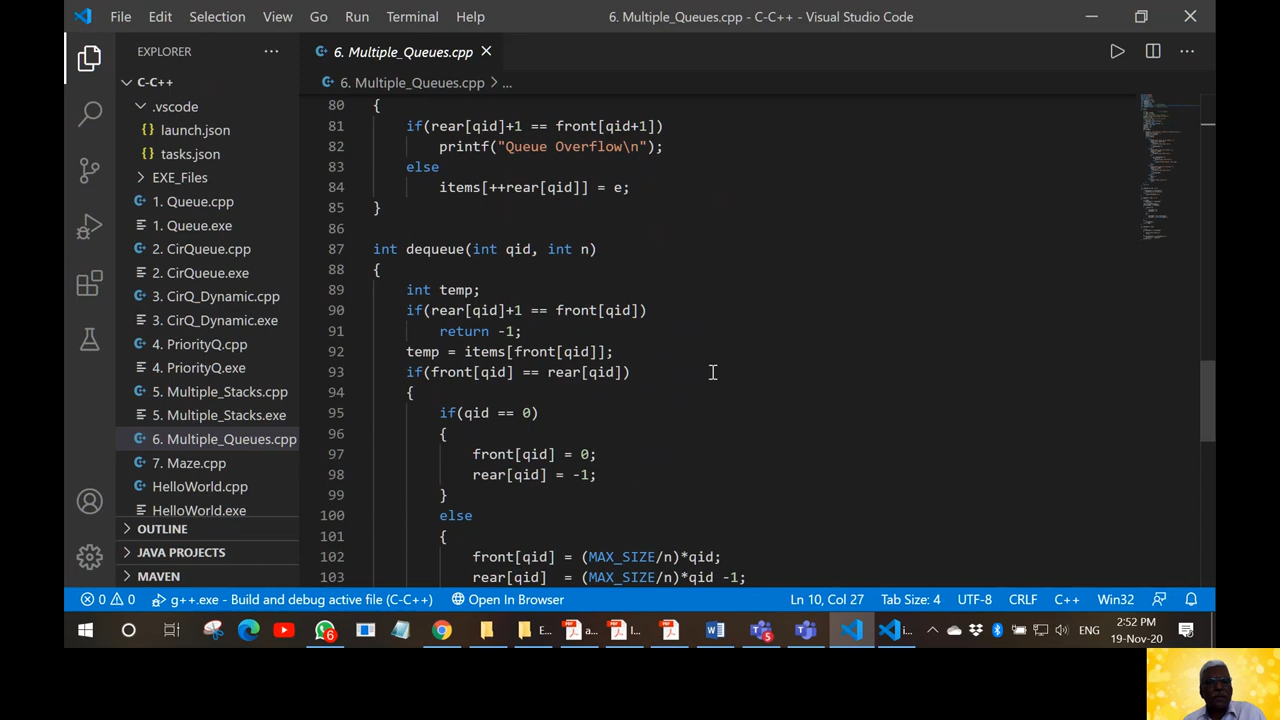 File Edit Selection View Go Run Terminal Help 6. Multiple_Queues.cpp - C-C++ - Visual Studio Code
EXPLORER
6. Multiple_Queues.cpp
C-C++
6. Multiple_Queues.cpp > ...
.vscode
launch.json
tasks.json
EXE_Files
1. Queue.cpp
1. Queue.exe
2. CirQueue.cpp
2. CirQueue.exe
3. CirQ_Dynamic.cpp
3. CirQ_Dynamic.exe
4. PriorityQ.cpp
4. PriorityQ.exe
5. Multiple_Stacks.cpp
5. Multiple_Stacks.exe
6. Multiple_Queues.cpp
7. Maze.cpp
HelloWorld.cpp
HelloWorld.exe
OUTLINE
JAVA PROJECTS
MAVEN
80 {
81 if(rear[qid]+1 == front[qid+1])
82 printf("Queue Overflow\n");
83 else
84 items[++rear[qid]] = e;
85 }
86
87 int dequeue(int qid, int n)
88 {
89 int temp;
90 if(rear[qid]+1 == front[qid])
91 return -1;
92 temp = items[front[qid]];
93 if(front[qid] == rear[qid])
94 {
95 if(qid == 0)
96 {
97 front[qid] = 0;
98 rear[qid] = -1;
99 }
100 else
101 {
102 front[qid] = (MAX_SIZE/n)*qid;
103 rear[qid] = (MAX_SIZE/n)*qid -1;
0 0 g++.exe - Build and debug active file (C-C++) Open In Browser Ln 10, Col 27 Tab Size: 4 UTF-8 CRLF C++ Win32
6 E... a... I... 5 i... ENG 2:52 PM
19-Nov-20